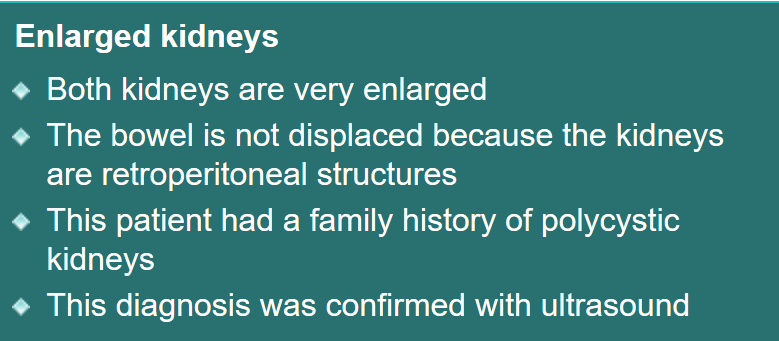 Enlarged kidneys
Both kidneys are very enlarged
The bowel is not displaced because the kidneys
are retroperitoneal structures
This patient had a family history of polycystic
kidneys
This diagnosis was confirmed with ultrasound